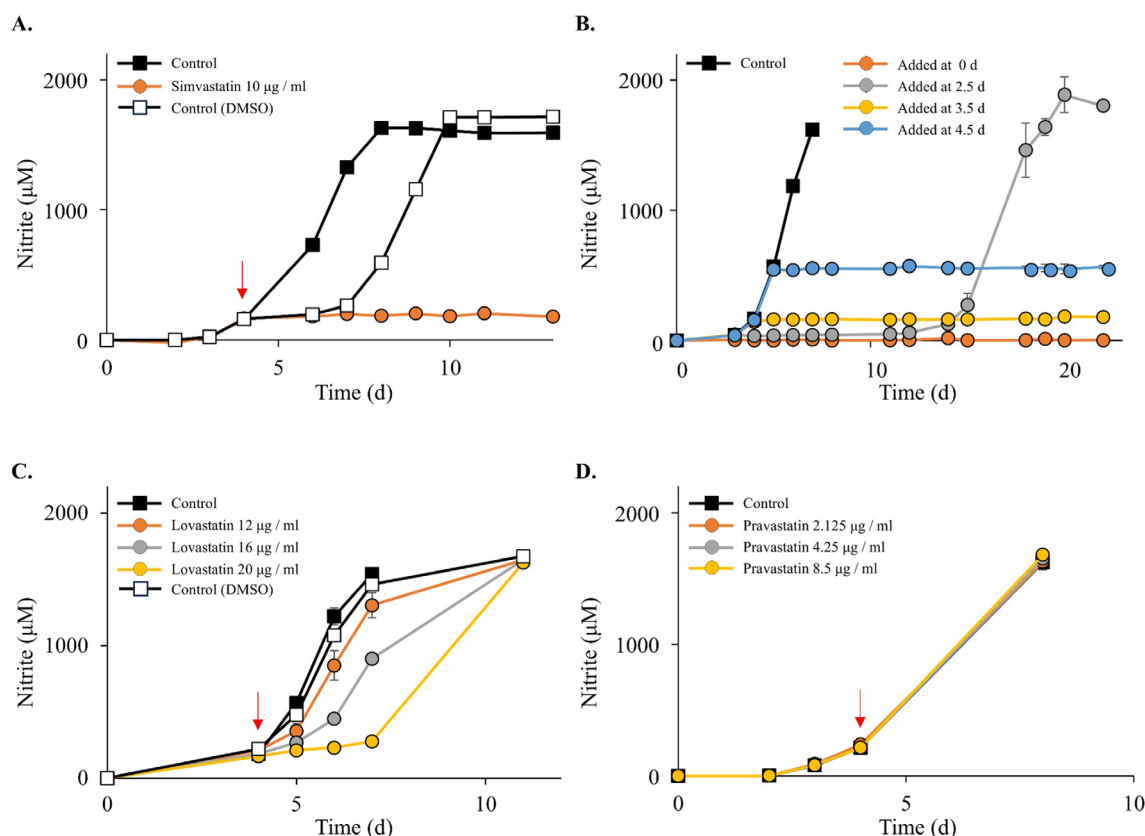 A.
Control
Simvastatin 10 μg / ml
Control (DMSO)
2000
1000
0
Nitrite (μM)
0
5
10
Time (d)
B.
Control
Added at 0 d
Added at 2.5 d
Added at 3.5 d
Added at 4.5 d
2000
1000
0
Nitrite (μM)
0
10
20
Time (d)
C.
Control
Lovastatin 12 μg / ml
Lovastatin 16 μg / ml
Lovastatin 20 μg / ml
Control (DMSO)
2000
1000
0
Nitrite (μM)
0
5
10
Time (d)
D.
Control
Pravastatin 2.125 μg / ml
Pravastatin 4.25 μg / ml
Pravastatin 8.5 μg / ml
2000
1000
0
Nitrite (μM)
0
5
10
Time (d)